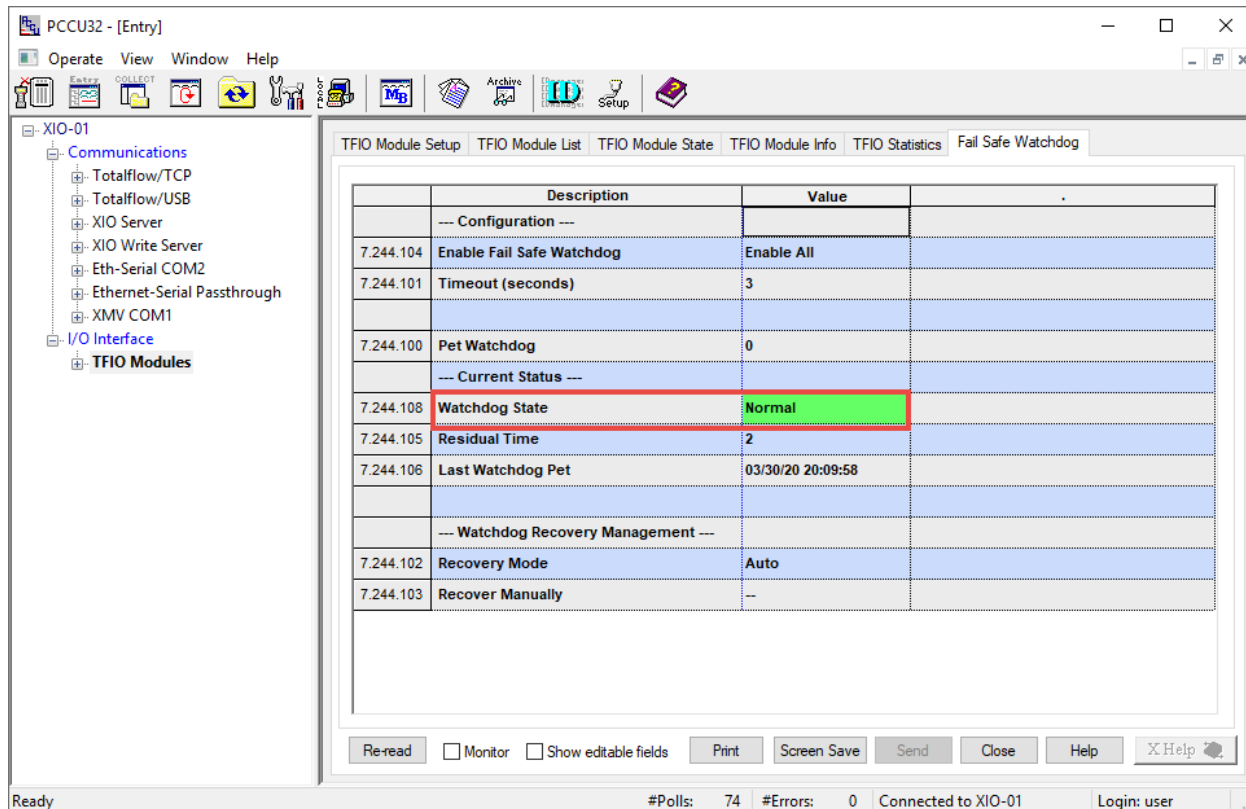 PCCU32 - [Entry]
Operate View Window Help
Entry COLLECT MB Archive ID Setup
XIO-01
Communications
Totalflow/TCP
Totalflow/USB
XIO Server
XIO Write Server
Eth-Serial COM2
Ethernet-Serial Passthrough
XMV COM1
I/O Interface
TFIO Modules
TFIO Module Setup TFIO Module List TFIO Module State TFIO Module Info TFIO Statistics Fail Safe Watchdog
Description Value .
--- Configuration ---
7.244.104 Enable Fail Safe Watchdog Enable All
7.244.101 Timeout (seconds) 3
7.244.100 Pet Watchdog 0
--- Current Status ---
7.244.108 Watchdog State Normal
7.244.105 Residual Time 2
7.244.106 Last Watchdog Pet 03/30/20 20:09:58
--- Watchdog Recovery Management ---
7.244.102 Recovery Mode Auto
7.244.103 Recover Manually --
Re-read Monitor Show editable fields Print Screen Save Send Close Help X Help
Ready #Polls: 74 #Errors: 0 Connected to XIO-01 Login: user